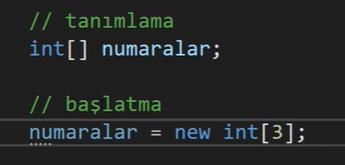 // tanımlama
int[] numaralar;
// başlatma
numaralar = new int[3];